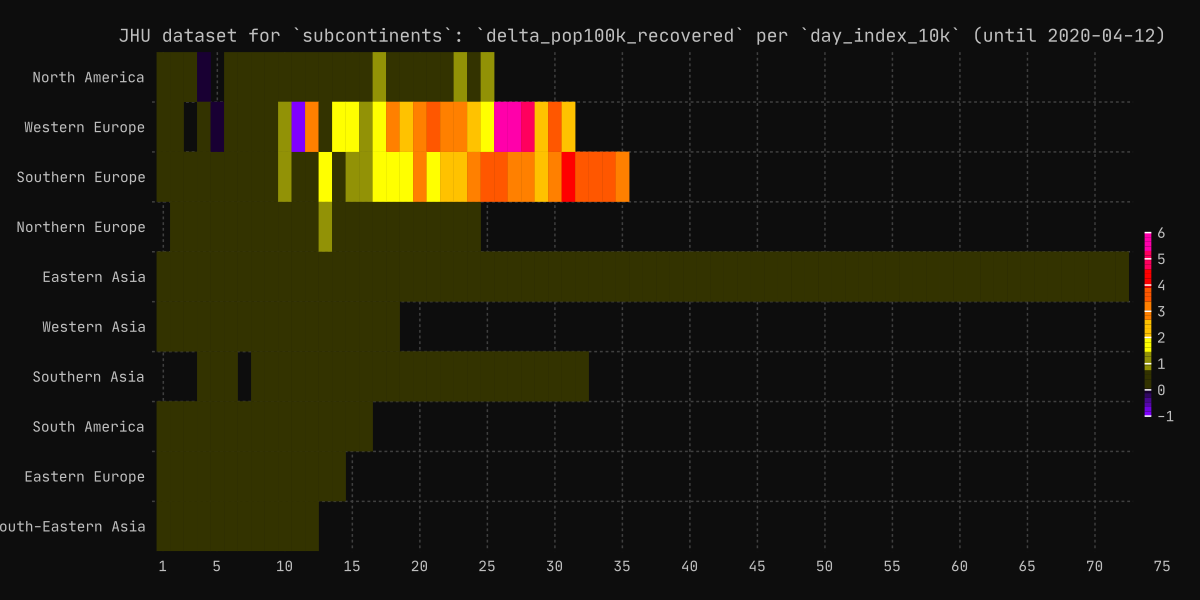 JHU dataset for `subcontinents`: `delta_pop100k_recovered` per `day_index_10k` (until 2020-04-12)
North America
Western Europe
Southern Europe
Northern Europe
Eastern Asia
Western Asia
Southern Asia
South America
Eastern Europe
outh-Eastern Asia
6
5
4
3
2
1
0
-1
1 5 10 15 20 25 30 35 40 45 50 55 60 65 70 75